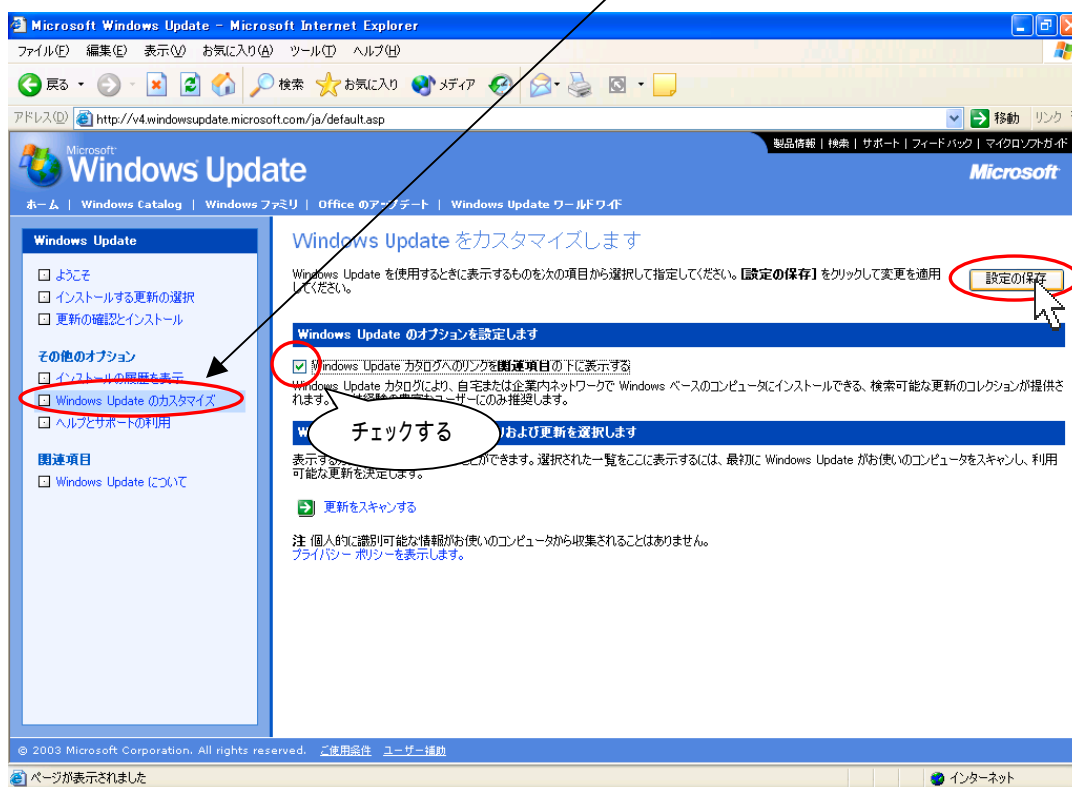 Microsoft Windows Update - Microsoft Internet Explorer
ファイル(F) 編集(E) 表示(V) お気に入り(A) ツール(T) ヘルプ(H)
戻る 検索 お気に入り メディア
アドレス(D) http://v4.windowsupdate.microsoft.com/ja/default.asp 移動 リンク
製品情報 | 検索 | サポート | フィードバック | マイクロソフトガイド
Microsoft
Windows Update
Microsoft
ホーム | Windows Catalog | Windows ファミリ | Office のアップデート | Windows Update ワールドワイド
Windows Update
ようこそ
インストールする更新の選択
更新の確認とインストール
その他のオプション
インストールの履歴を表示
Windows Update のカスタマイズ
ヘルプとサポートの利用
関連項目
Windows Update について
Windows Update をカスタマイズします
Windows Update を使用するときに表示するものを次の項目から選択して指定してください。[設定の保存] をクリックして変更を適用
してください。
設定の保存
Windows Update のオプションを設定します
Windows Update カタログへのリンクを関連項目の下に表示する
Windows Update カタログにより、自宅または企業内ネットワークで Windows ベースのコンピュータにインストールできる、検索可能な更新のコレクションが提供さ
れます。 ユーザーにのみ推奨します。
チェックする
W および更新を選択します
表示する ができます。選択された一覧をここに表示するには、最初に Windows Update がお使いのコンピュータをスキャンし、利用
可能な更新を決定します。
更新をスキャンする
注 個人的に識別可能な情報がお使いのコンピュータから収集されることはありません。
プライバシー ポリシーを表示します。
© 2003 Microsoft Corporation. All rights reserved. ご使用条件 ユーザー補助
ページが表示されました インターネット